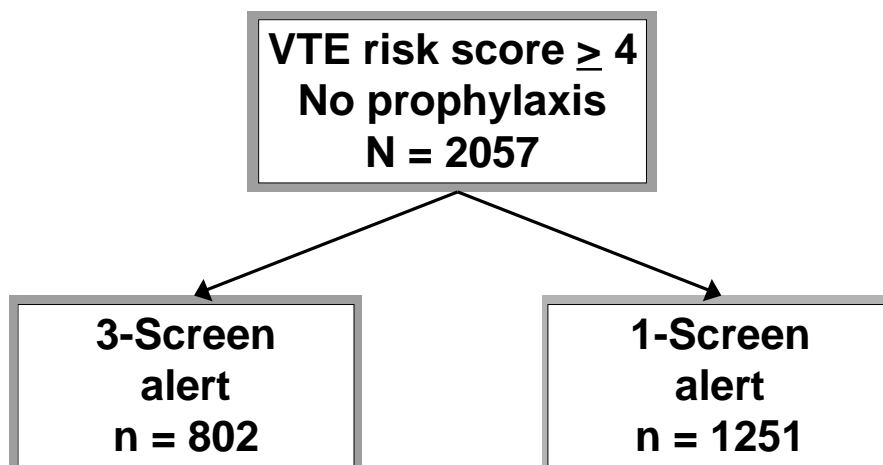 VTE risk score ≥ 4
No prophylaxis
N = 2057
3-Screen
alert
n = 802
1-Screen
alert
n = 1251